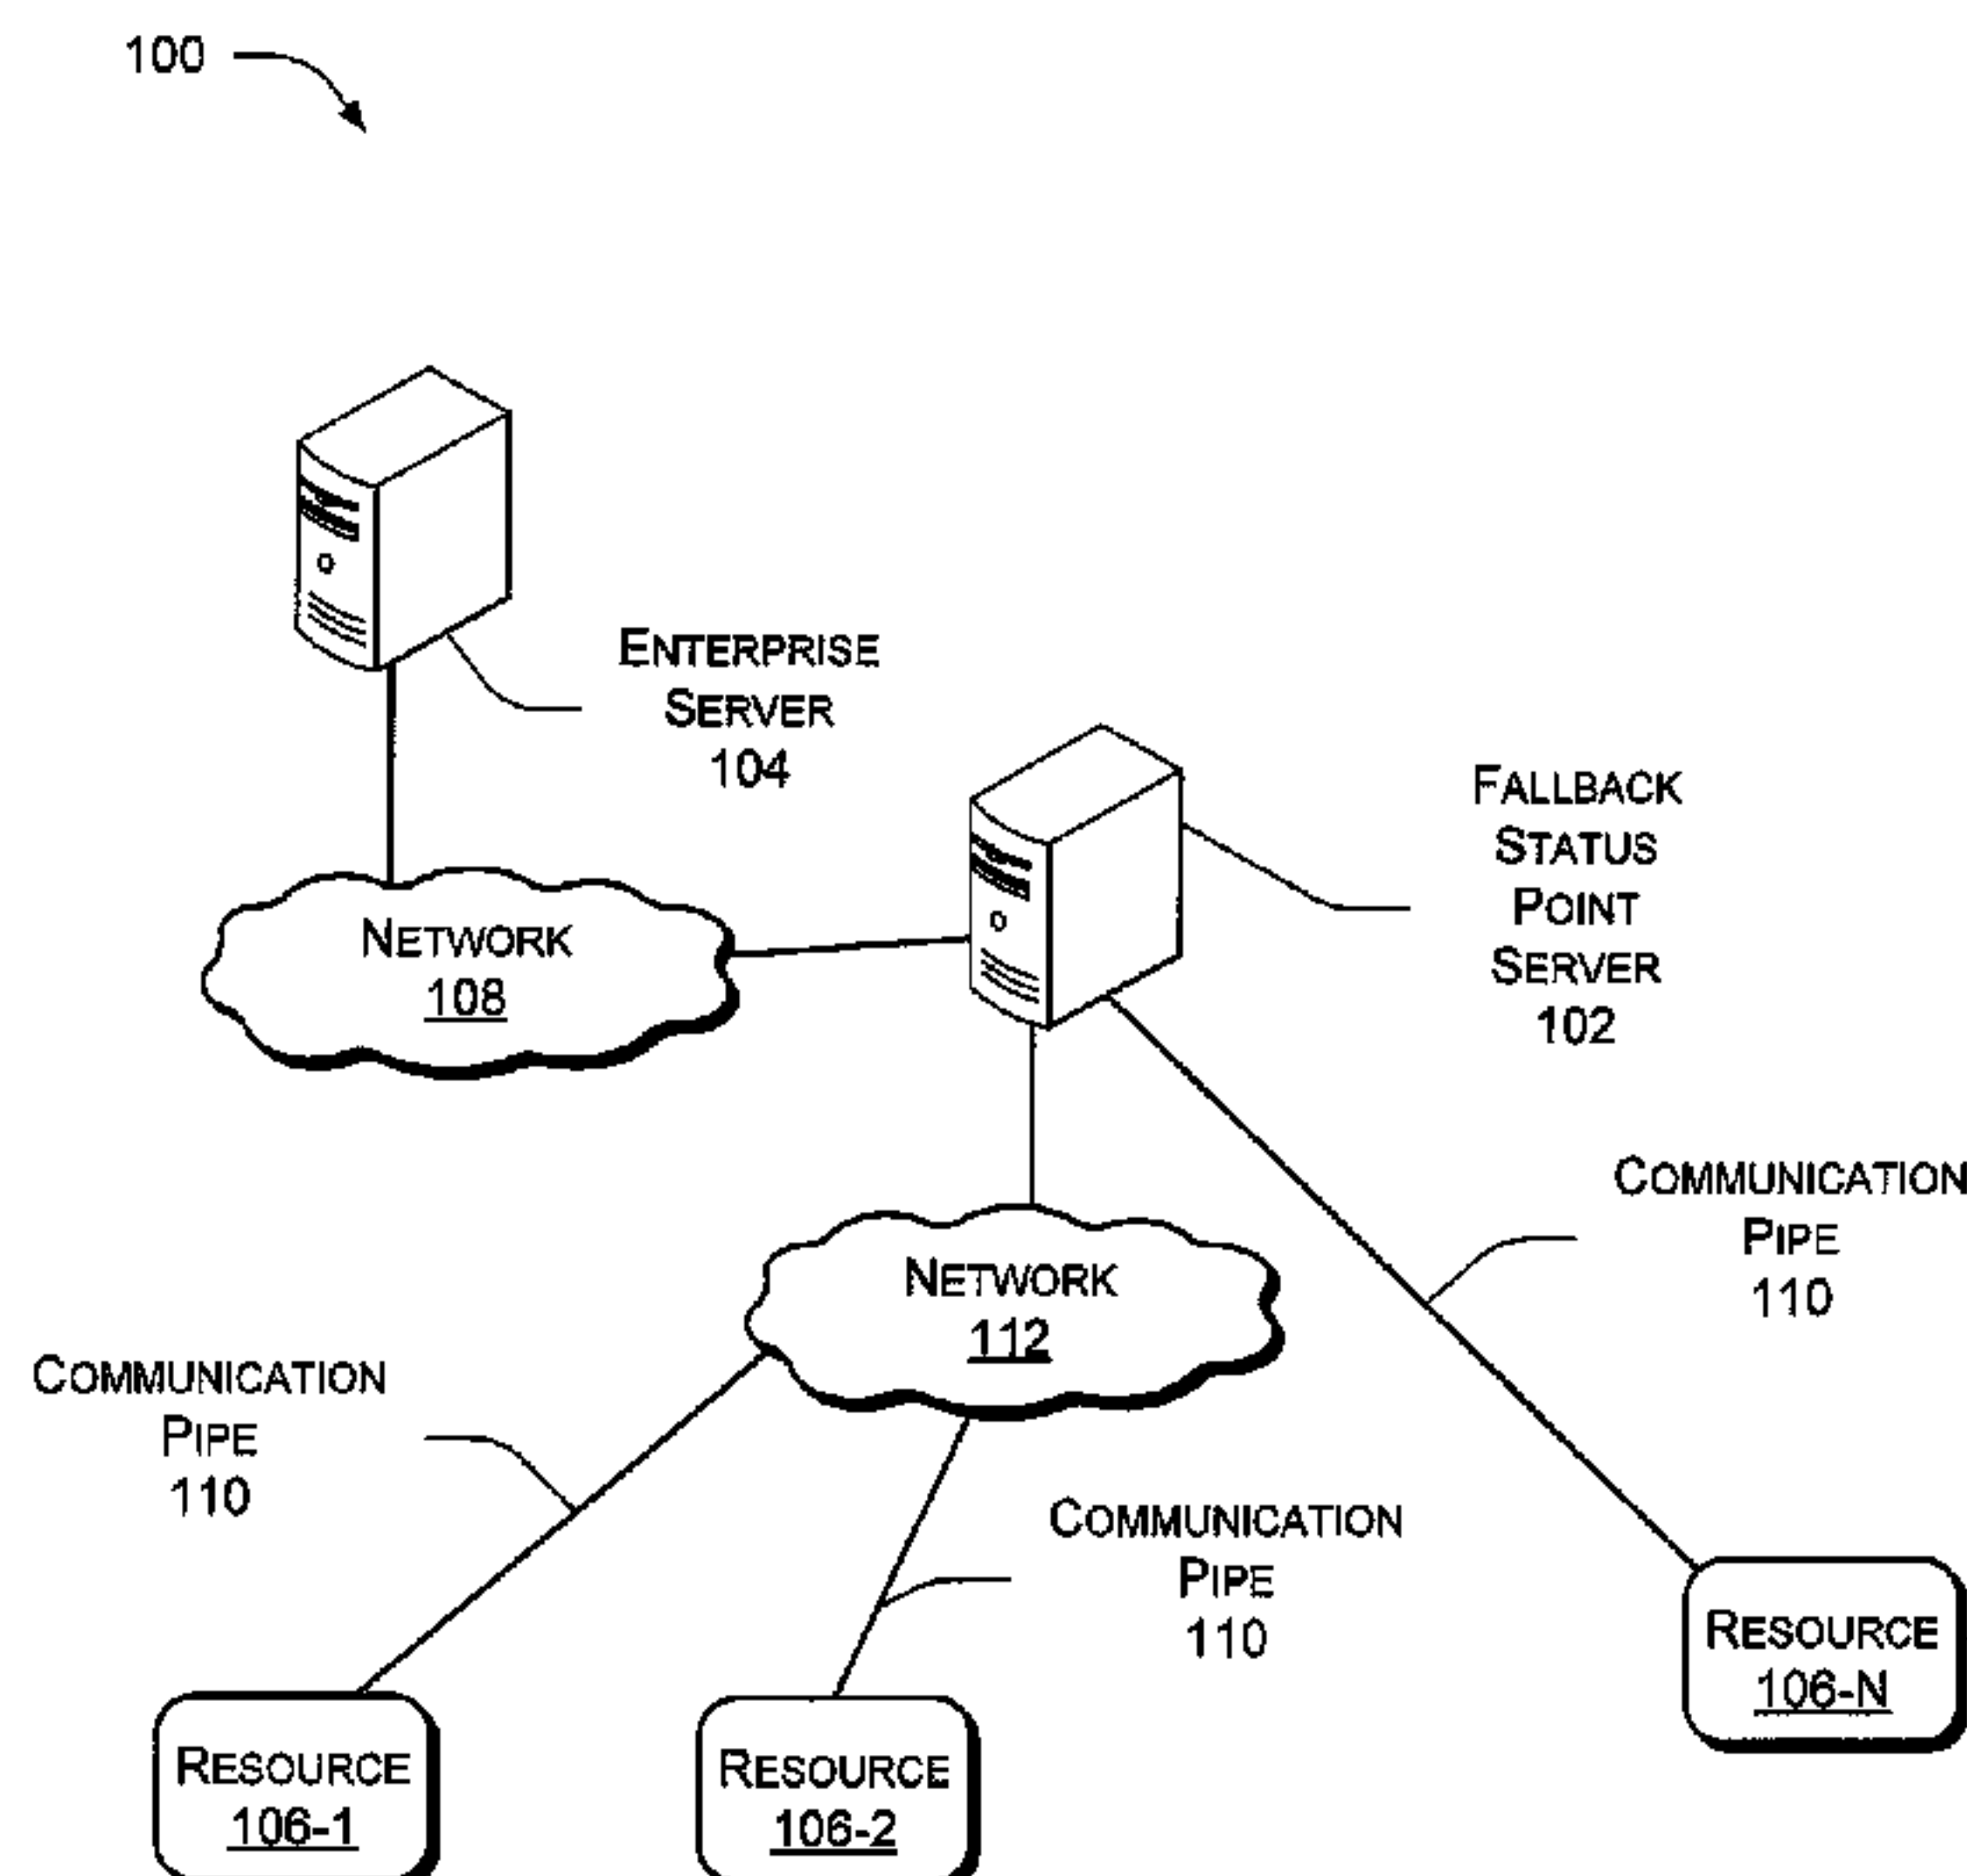 100
ENTERPRISE
SERVER
104
FALLBACK
STATUS
POINT
SERVER
102
NETWORK
108
COMMUNICATION
PIPE
110
NETWORK
112
COMMUNICATION
PIPE
110
COMMUNICATION
PIPE
110
RESOURCE
106-N
RESOURCE
106-1
RESOURCE
106-2